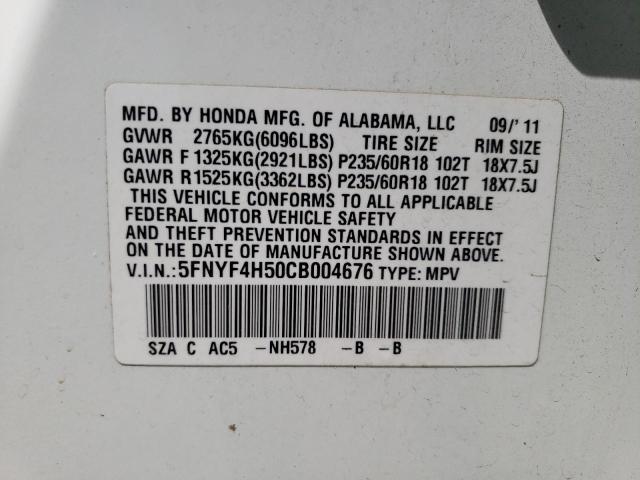 MFD. BY HONDA MFG. OF ALABAMA, LLC 09/'11
GVWR 2765KG(6096LBS) TIRE SIZE RIM SIZE
GAWR F 1325KG(2921LBS) P235/60R18 102T 18X7.5J
GAWR R 1525KG(3362LBS) P235/60R18 102T 18X7.5J
THIS VEHICLE CONFORMS TO ALL APPLICABLE
FEDERAL MOTOR VEHICLE SAFETY
AND THEFT PREVENTION STANDARDS IN EFFECT
ON THE DATE OF MANUFACTURE SHOWN ABOVE.
V.I.N.:5FNYF4H50CB004676 TYPE: MPV
SZA C AC5 -NH578 -B -B